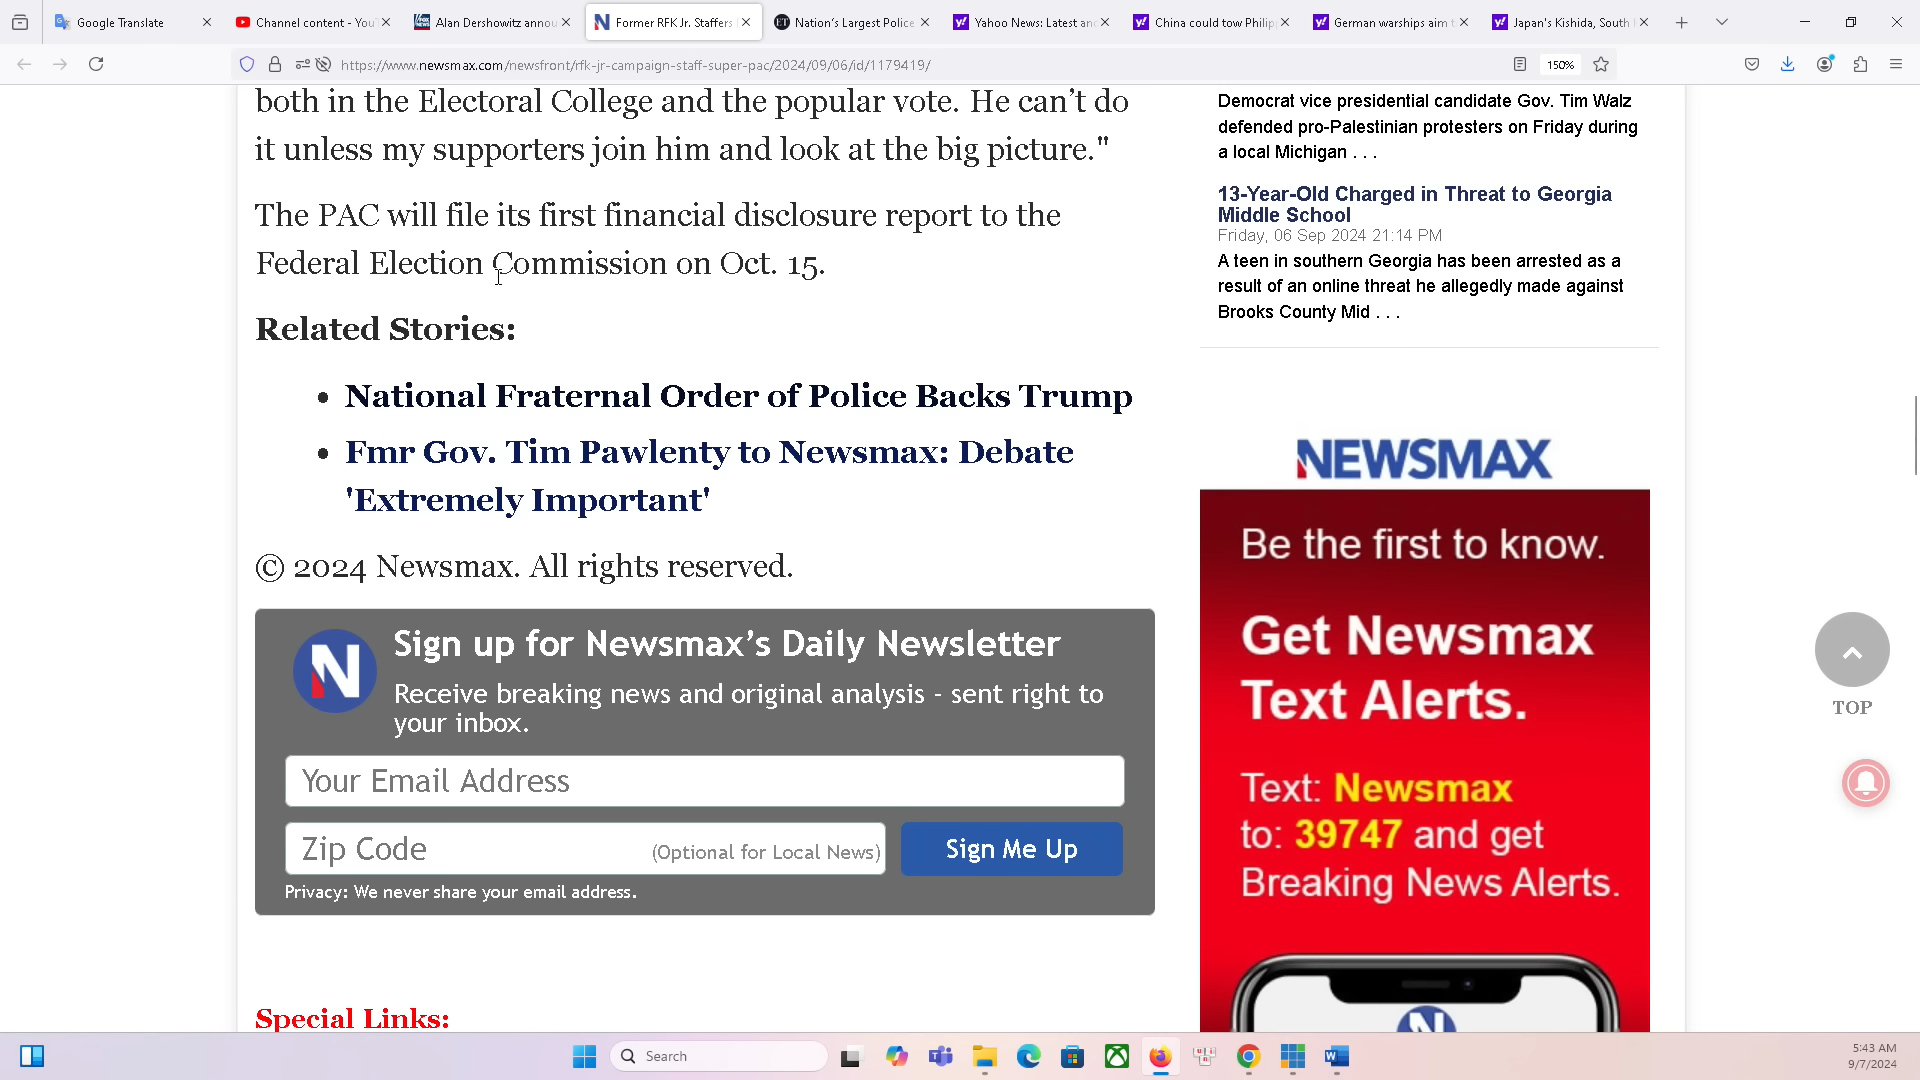 Google Translate
Channel content - You
Alan Dershowitz annou
Former RFK Jr. Staffers
Nation's Largest Police
Yahoo News: Latest an
China could tow Philip
German warships aim t
Japan's Kishida, South
https://www.newsmax.com/newsfront/rfk-jr-campaign-staff-super-pac/2024/09/06/id/1179419/
150%
both in the Electoral College and the popular vote. He can't do
it unless my supporters join him and look at the big picture."
The PAC will file its first financial disclosure report to the
Federal Election Commission on Oct. 15.
Related Stories:
• National Fraternal Order of Police Backs Trump
• Fmr Gov. Tim Pawlenty to Newsmax: Debate
'Extremely Important'
© 2024 Newsmax. All rights reserved.
Sign up for Newsmax's Daily Newsletter
Receive breaking news and original analysis - sent right to
your inbox.
Your Email Address
Zip Code
(Optional for Local News)
Sign Me Up
Privacy: We never share your email address.
Special Links:
Democrat vice presidential candidate Gov. Tim Walz
defended pro-Palestinian protesters on Friday during
a local Michigan . . .
13-Year-Old Charged in Threat to Georgia
Middle School
Friday, 06 Sep 2024 21:14 PM
A teen in southern Georgia has been arrested as a
result of an online threat he allegedly made against
Brooks County Mid . . .
NEWSMAX
Be the first to know.
Get Newsmax
Text Alerts.
Text: Newsmax
to: 39747 and get
Breaking News Alerts.
TOP
Search
5:43 AM
9/7/2024